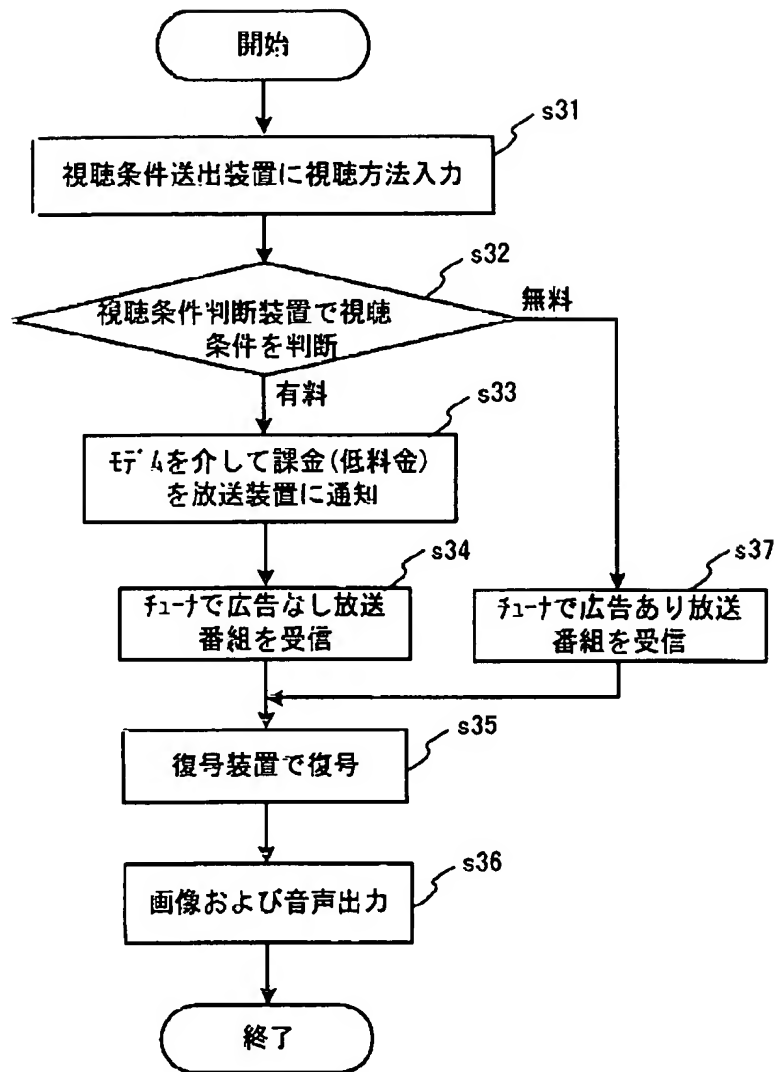 開始
s31
視聴条件送出装置に視聴方法入力
s32
視聴条件判断装置で視聴
条件を判断
無料
有料
s33
ﾓﾃﾞﾑを介して課金(低料金)
を放送装置に通知
s34
ﾁｭｰﾅで広告なし放送
番組を受信
s37
ﾁｭｰﾅで広告あり放送
番組を受信
s35
復号装置で復号
s36
画像および音声出力
終了